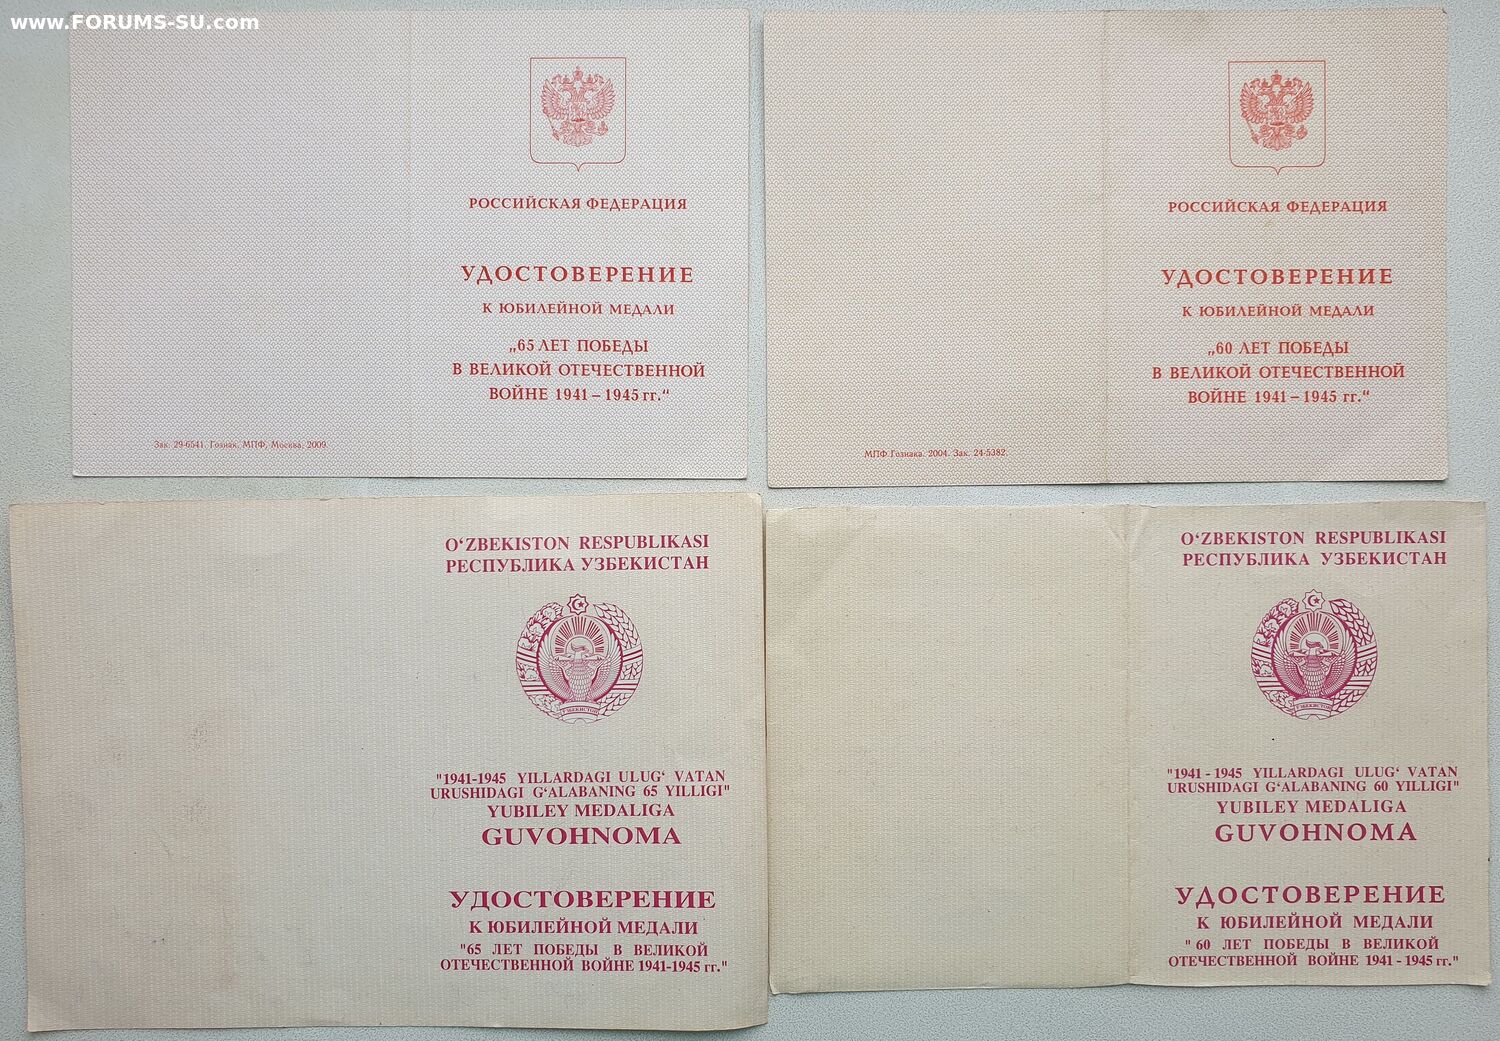 www.FORUMS-SU.com
РОССИЙСКАЯ ФЕДЕРАЦИЯ
УДОСТОВЕРЕНИЕ
К ЮБИЛЕЙНОЙ МЕДАЛИ
„65 ЛЕТ ПОБЕДЫ
В ВЕЛИКОЙ ОТЕЧЕСТВЕННОЙ
ВОЙНЕ 1941 – 1945 гг.“
Зак. 29-6541. Гознак. МПФ. Москва. 2009.
РОССИЙСКАЯ ФЕДЕРАЦИЯ
УДОСТОВЕРЕНИЕ
К ЮБИЛЕЙНОЙ МЕДАЛИ
„60 ЛЕТ ПОБЕДЫ
В ВЕЛИКОЙ ОТЕЧЕСТВЕННОЙ
ВОЙНЕ 1941 – 1945 гг.“
МПФ Гознака. 2004. Зак. 24-5382.
O‘ZBEKISTON RESPUBLIKASI
РЕСПУБЛИКА УЗБЕКИСТАН
"1941-1945 YILLARDAGI ULUG‘ VATAN
URUSHIDAGI G‘ALABANING 65 YILLIGI"
YUBILEY MEDALIGA
GUVOHNOMA
УДОСТОВЕРЕНИЕ
К ЮБИЛЕЙНОЙ МЕДАЛИ
"65 ЛЕТ ПОБЕДЫ В ВЕЛИКОЙ
ОТЕЧЕСТВЕННОЙ ВОЙНЕ 1941-1945 гг."
O‘ZBEKISTON RESPUBLIKASI
РЕСПУБЛИКА УЗБЕКИСТАН
"1941 - 1945 YILLARDAGI ULUG‘ VATAN
URUSHIDAGI G‘ALABANING 60 YILLIGI"
YUBILEY MEDALIGA
GUVOHNOMA
УДОСТОВЕРЕНИЕ
К ЮБИЛЕЙНОЙ МЕДАЛИ
" 60 ЛЕТ ПОБЕДЫ В ВЕЛИКОЙ
ОТЕЧЕСТВЕННОЙ ВОЙНЕ 1941 - 1945 гг."